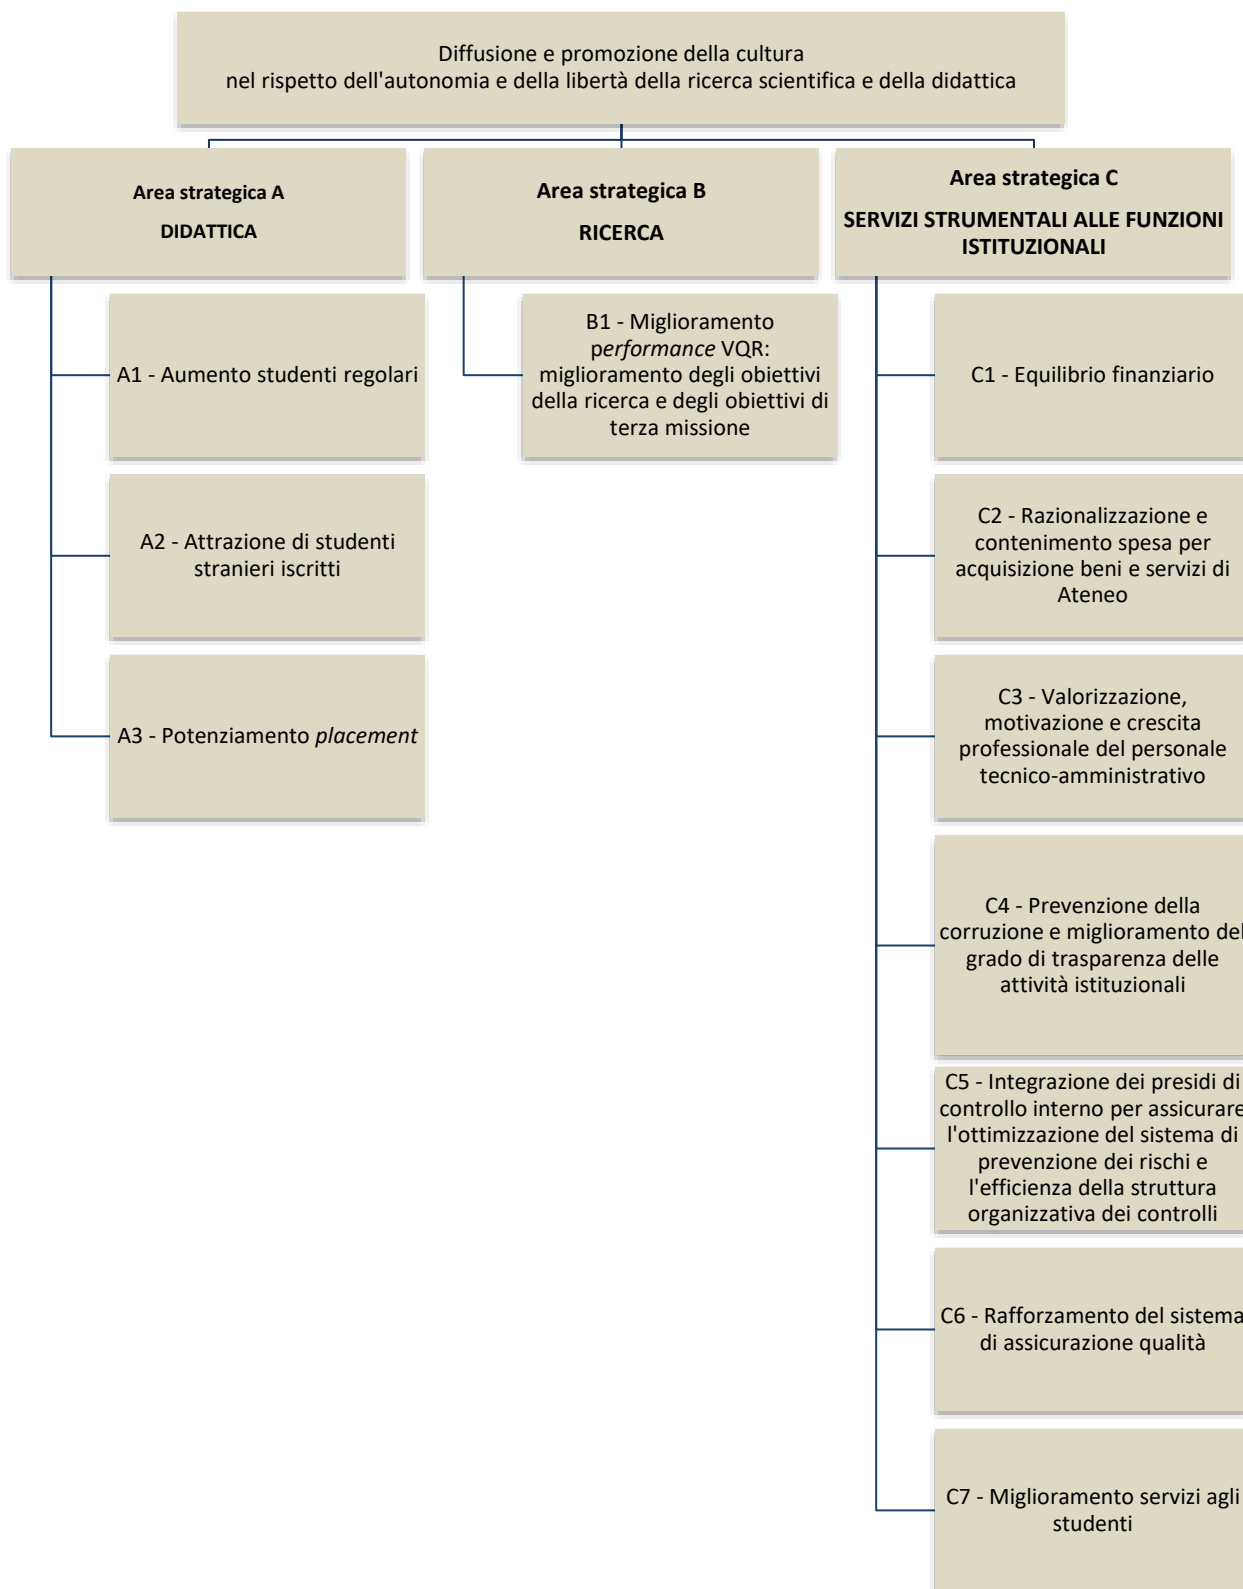 Diffusione e promozione della cultura
nel rispetto dell'autonomia e della libertà della ricerca scientifica e della didattica
Area strategica A
DIDATTICA
A1 - Aumento studenti regolari
A2 - Attrazione di studenti
stranieri iscritti
A3 - Potenziamento placement
Area strategica B
RICERCA
B1 - Miglioramento
performance VQR:
miglioramento degli obiettivi
della ricerca e degli obiettivi di
terza missione
Area strategica C
SERVIZI STRUMENTALI ALLE FUNZIONI
ISTITUZIONALI
C1 - Equilibrio finanziario
C2 - Razionalizzazione e
contenimento spesa per
acquisizione beni e servizi di
Ateneo
C3 - Valorizzazione,
motivazione e crescita
professionale del personale
tecnico-amministrativo
C4 - Prevenzione della
corruzione e miglioramento del
grado di trasparenza delle
attività istituzionali
C5 - Integrazione dei presidi di
controllo interno per assicurare
l'ottimizzazione del sistema di
prevenzione dei rischi e
l'efficienza della struttura
organizzativa dei controlli
C6 - Rafforzamento del sistema
di assicurazione qualità
C7 - Miglioramento servizi agli
studenti